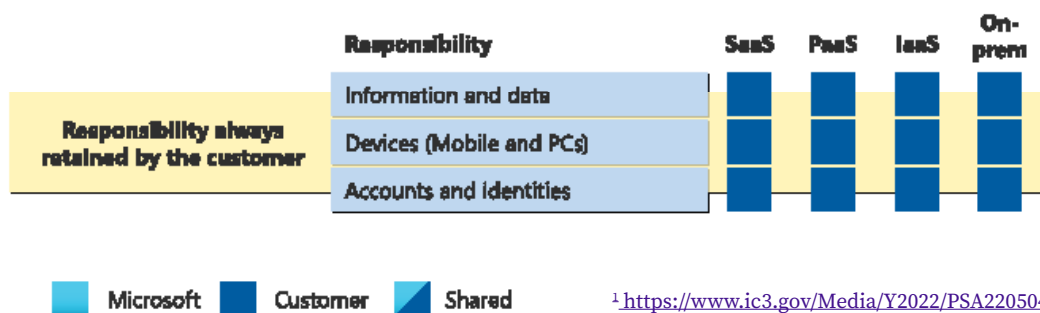 Responsibility SaaS PaaS IaaS On-
prem
Information and data
Responsibility always
retained by the customer
Devices (Mobile and PCs)
Accounts and identities
Microsoft Customer Shared
1 https://www.ic3.gov/Media/Y2022/PSA220504